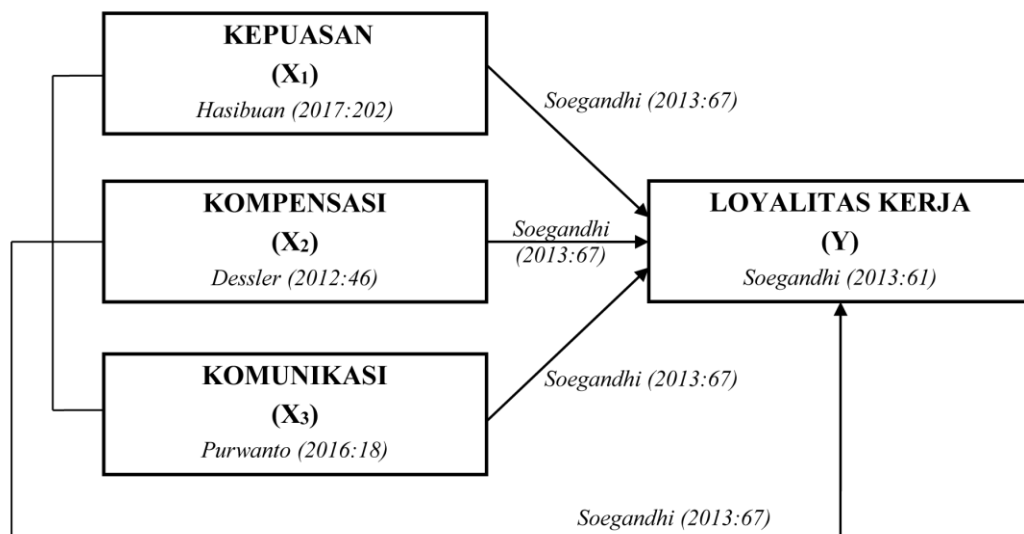 KEPUASAN
(X₁)
Hasibuan (2017:202)
Soegandhi (2013:67)
KOMPENSASI
(X₂)
Dessler (2012:46)
Soegandhi
(2013:67)
LOYALITAS KERJA
(Y)
Soegandhi (2013:61)
KOMUNIKASI
(X₃)
Purwanto (2016:18)
Soegandhi (2013:67)
Soegandhi (2013:67)